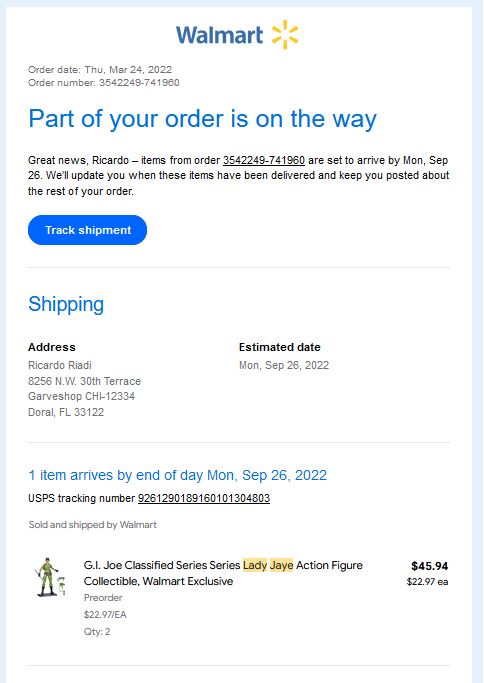 Walmart
Order date: Thu, Mar 24, 2022
Order number: 3542249-741960
Part of your order is on the way
Great news, Ricardo – items from order 3542249-741960 are set to arrive by Mon, Sep
26. We'll update you when these items have been delivered and keep you posted about
the rest of your order.
Track shipment
Shipping
Address
Ricardo Riadi
8256 N.W. 30th Terrace
Garveshop CHI-12334
Doral, FL 33122
Estimated date
Mon, Sep 26, 2022
1 item arrives by end of day Mon, Sep 26, 2022
USPS tracking number 9261290189160101304803
Sold and shipped by Walmart
G.I. Joe Classified Series Series Lady Jaye Action Figure
Collectible, Walmart Exclusive
Preorder
$22.97/EA
Qty: 2
$45.94
$22.97 ea